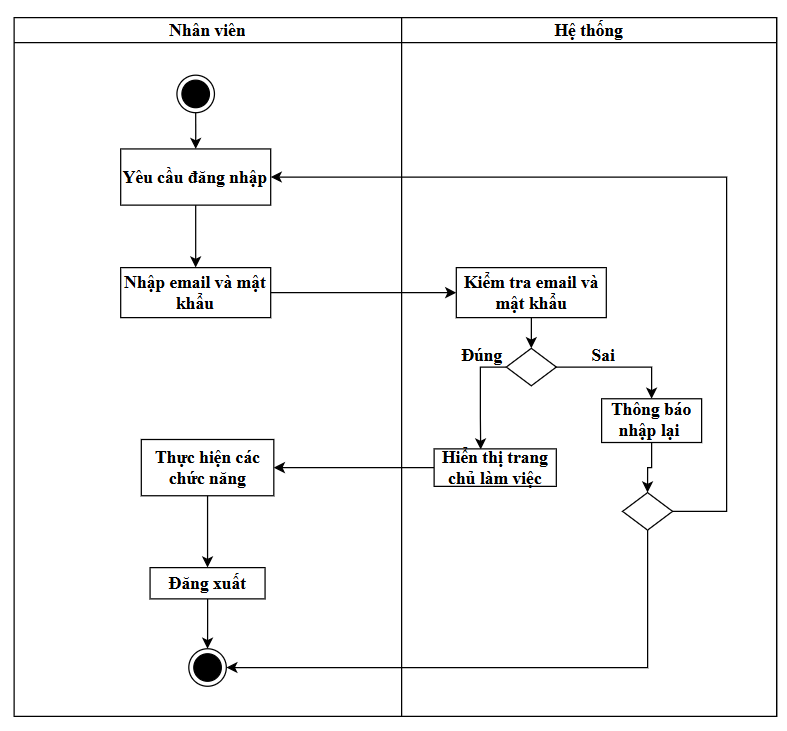 Nhân viên
Hệ thống
Yêu cầu đăng nhập
Nhập email và mật
khẩu
Kiểm tra email và
mật khẩu
Đúng
Sai
Thông báo
nhập lại
Thực hiện các
chức năng
Hiển thị trang
chủ làm việc
Đăng xuất